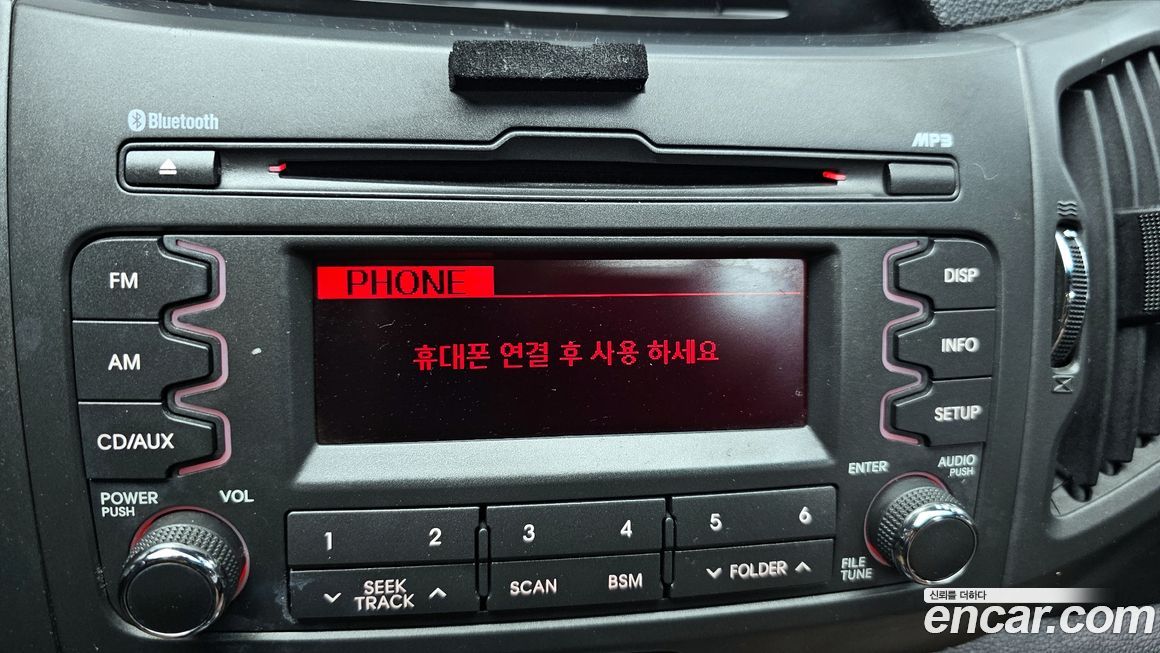 Bluetooth
MP3
FM
DISP
PHONE
AM
INFO
휴대폰 연결 후 사용 하세요
CD/AUX
SETUP
POWER
PUSH
VOL
ENTER
AUDIO
PUSH
1 2 3 4 5 6
SEEK
TRACK
SCAN
BSM
FOLDER
FILE
TUNE
신뢰를 더하다
encar.com